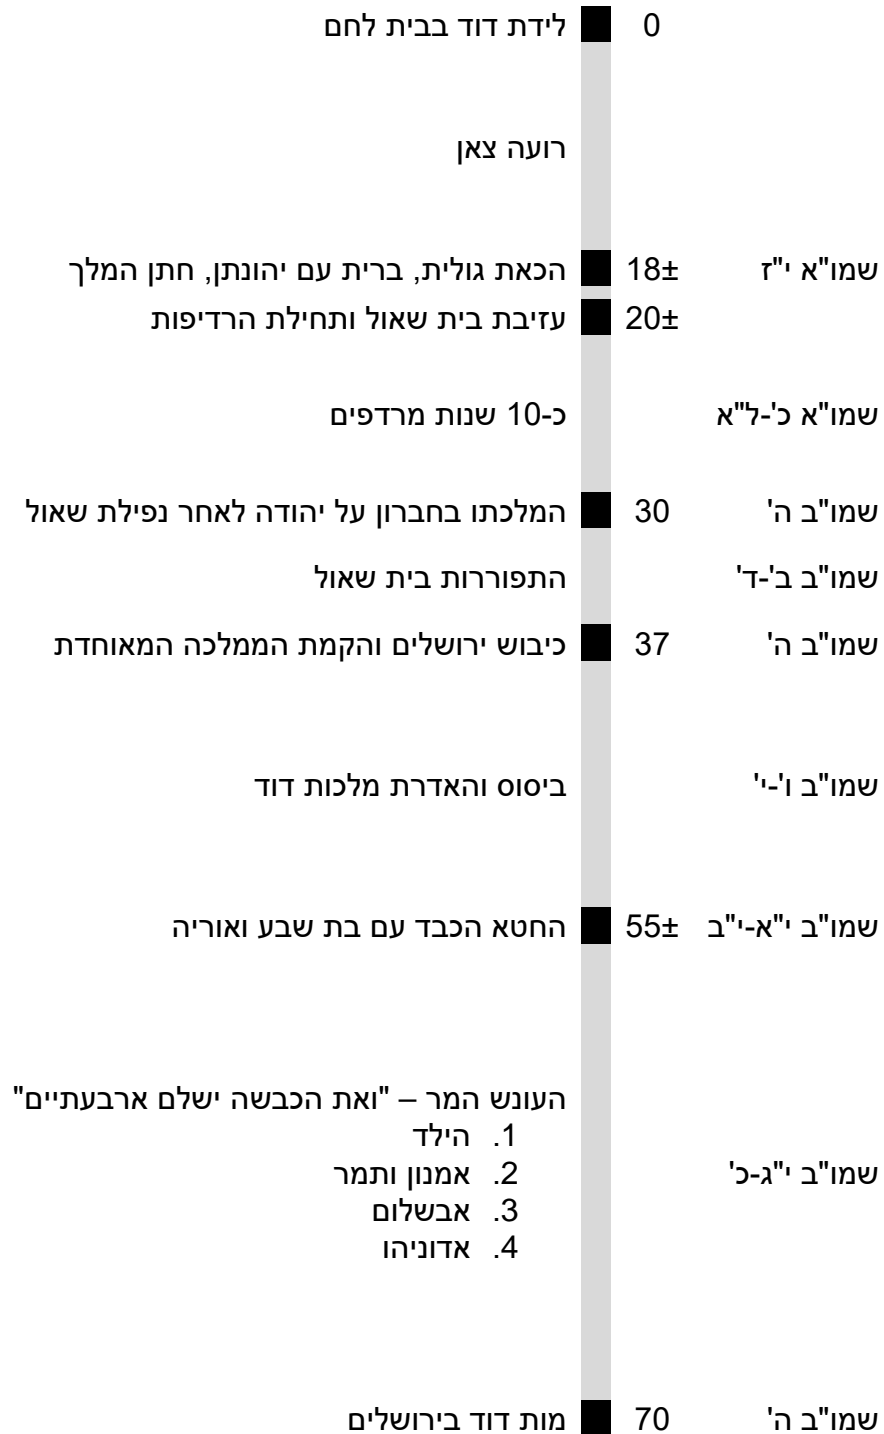 0 לידת דוד בבית לחם
רועה צאן
שמו"א י"ז 18± הכאת גולית, ברית עם יהונתן, חתן המלך
20± עזיבת בית שאול ותחילת הרדיפות
שמו"א כ'-ל"א כ-10 שנות מרדפים
שמו"ב ה' 30 המלכתו בחברון על יהודה לאחר נפילת שאול
שמו"ב ב'-ד' התפוררות בית שאול
שמו"ב ה' 37 כיבוש ירושלים והקמת הממלכה המאוחדת
שמו"ב ו'-י' ביסוס והאדרת מלכות דוד
שמו"ב י"א-י"ב 55± החטא הכבד עם בת שבע ואוריה
העונש המר – "ואת הכבשה ישלם ארבעתיים"
1. הילד
שמו"ב י"ג-כ' 2. אמנון ותמר
3. אבשלום
4. אדוניהו
שמו"ב ה' 70 מות דוד בירושלים